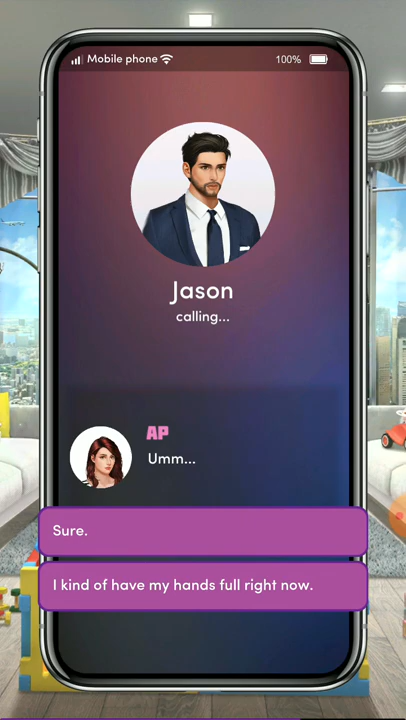 Mobile phone
100%
Jason
calling...
AP
Umm...
Sure.
I kind of have my hands full right now.